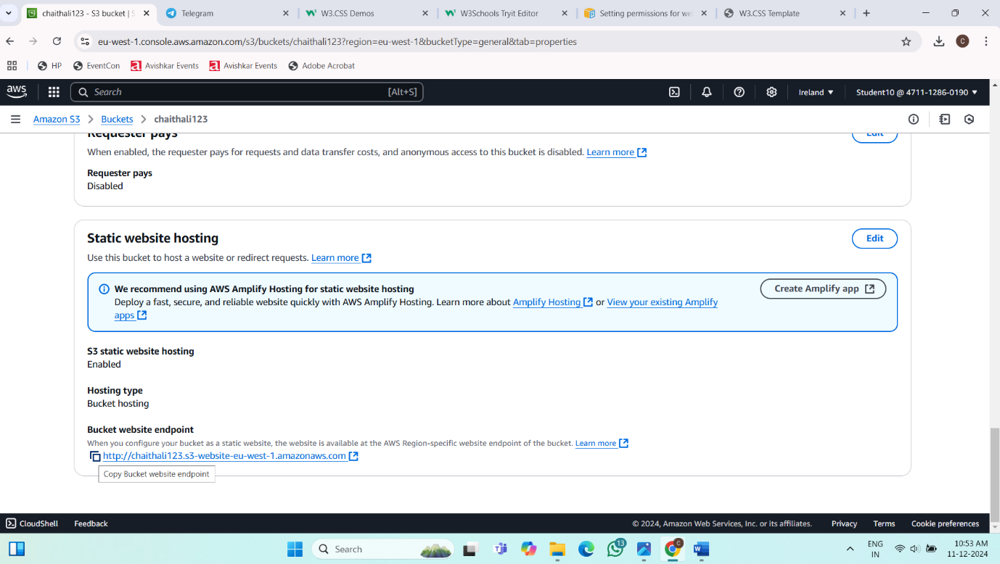 chaithali123 - S3 bucket | S
Telegram
W3.CSS Demos
W3Schools Tryit Editor
Setting permissions for we
W3.CSS Template
eu-west-1.console.aws.amazon.com/s3/buckets/chaithali123?region=eu-west-1&bucketType=general&tab=properties
C
HP
EventCon
Avishkar Events
Avishkar Events
Adobe Acrobat
aws
Search
[Alt+S]
Ireland
Student10 @ 4711-1286-0190
Amazon S3
Buckets
chaithali123
Requester pays
Edit
When enabled, the requester pays for requests and data transfer costs, and anonymous access to this bucket is disabled. Learn more
Requester pays
Disabled
Static website hosting
Edit
Use this bucket to host a website or redirect requests. Learn more
We recommend using AWS Amplify Hosting for static website hosting
Create Amplify app
Deploy a fast, secure, and reliable website quickly with AWS Amplify Hosting. Learn more about Amplify Hosting or View your existing Amplify
apps
S3 static website hosting
Enabled
Hosting type
Bucket hosting
Bucket website endpoint
When you configure your bucket as a static website, the website is available at the AWS Region-specific website endpoint of the bucket. Learn more
http://chaithali123.s3-website-eu-west-1.amazonaws.com
Copy Bucket website endpoint
CloudShell
Feedback
© 2024, Amazon Web Services, Inc. or its affiliates.
Privacy
Terms
Cookie preferences
Search
13
C
W
ENG
IN
10:53 AM
11-12-2024